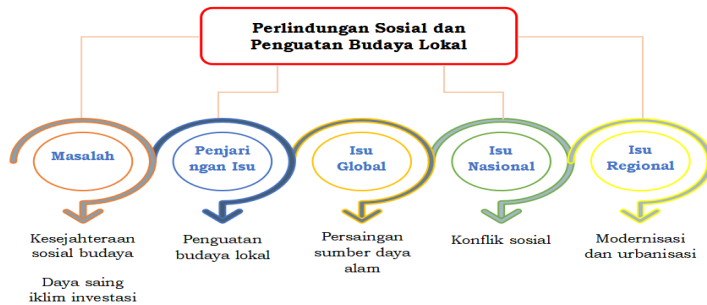 Perlindungan Sosial dan
Penguatan Budaya Lokal
Masalah
Penjari
ngan Isu
Isu
Global
Isu
Nasional
Isu
Regional
Kesejahteraan
sosial budaya
Daya saing
iklim investasi
Penguatan
budaya lokal
Persaingan
sumber daya
alam
Konflik sosial
Modernisasi
dan urbanisasi